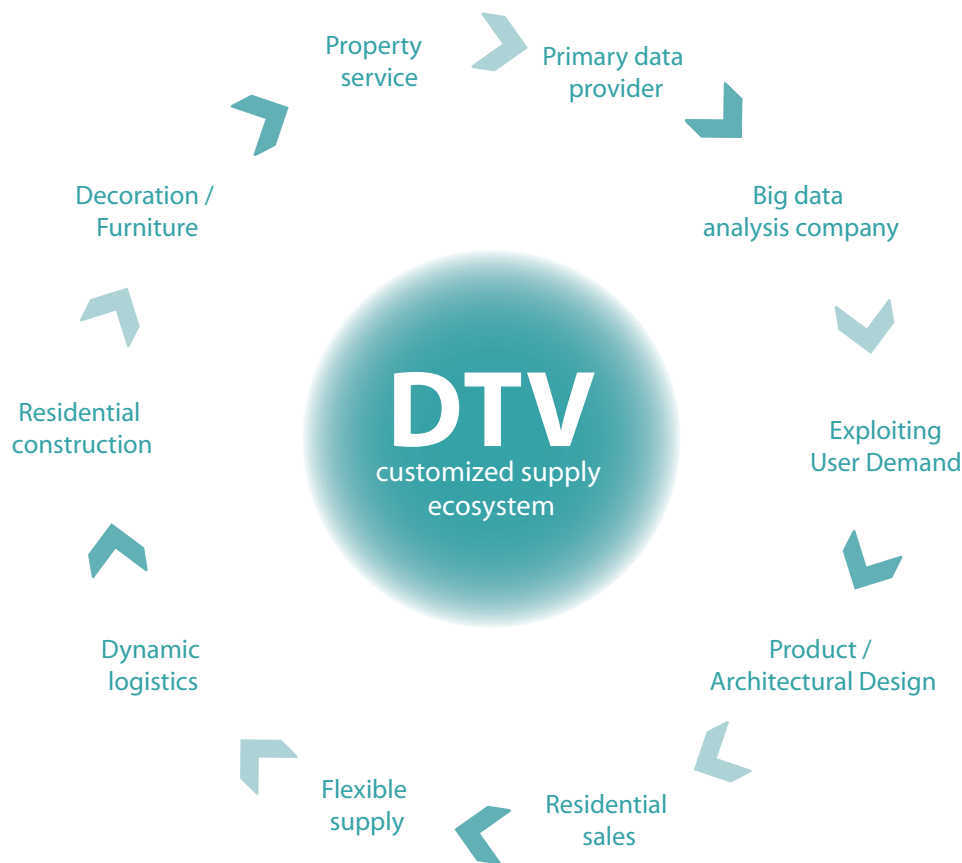 Property
service
Primary data
provider
Big data
analysis company
Exploiting
User Demand
Product /
Architectural Design
Residential
sales
Flexible
supply
Dynamic
logistics
Residential
construction
Decoration /
Furniture
DTV
customized supply
ecosystem